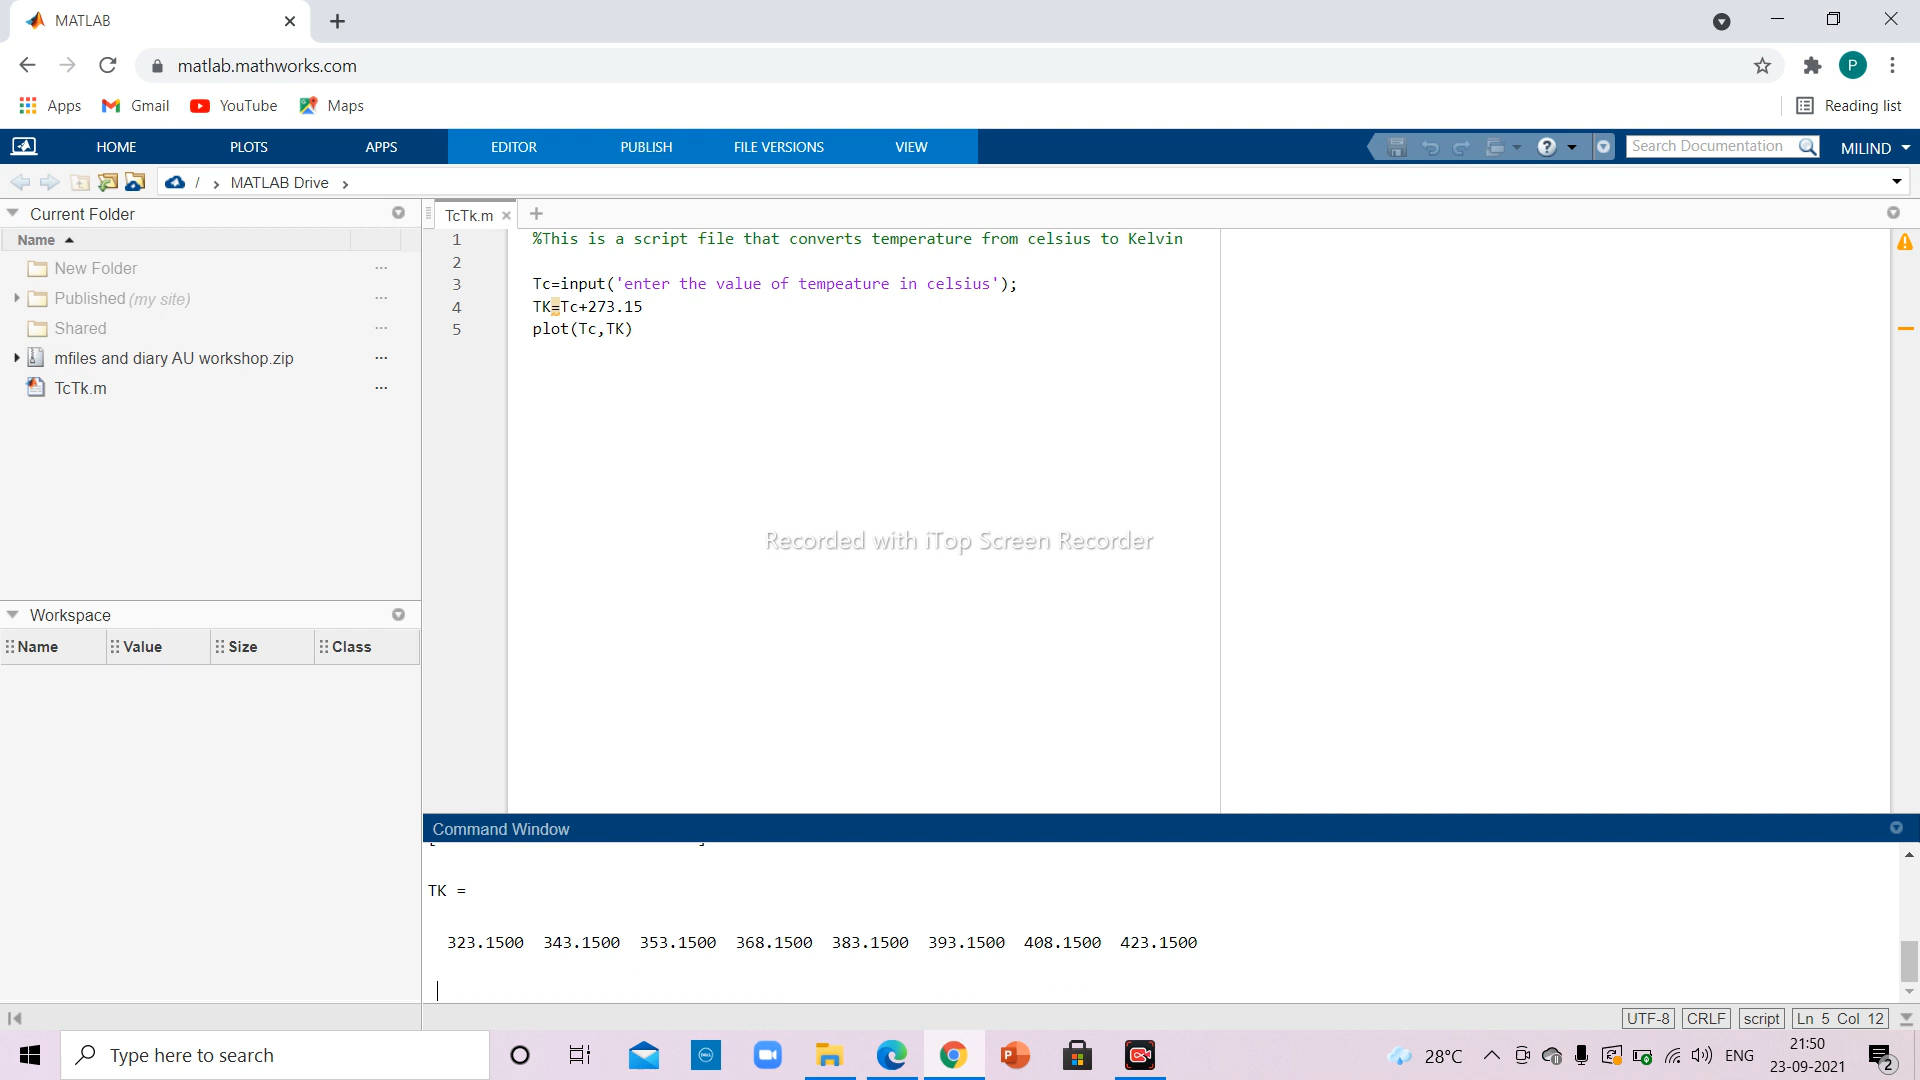 MATLAB
matlab.mathworks.com
Apps Gmail YouTube Maps Reading list
HOME PLOTS APPS EDITOR PUBLISH FILE VERSIONS VIEW Search Documentation MILIND
/ › MATLAB Drive ›
Current Folder
Name
New Folder
Published (my site)
Shared
mfiles and diary AU workshop.zip
TcTk.m
Workspace
Name Value Size Class
TcTk.m
1 %This is a script file that converts temperature from celsius to Kelvin
2
3 Tc=input('enter the value of tempeature in celsius');
4 TK=Tc+273.15
5 plot(Tc,TK)
Recorded with iTop Screen Recorder
Command Window
TK =
323.1500 343.1500 353.1500 368.1500 383.1500 393.1500 408.1500 423.1500
UTF-8 CRLF script Ln 5 Col 12
Type here to search
28°C ENG
21:50
23-09-2021
2
P